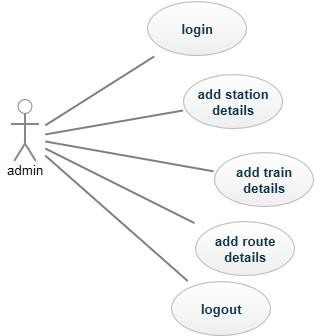 login
add station
details
admin
add train
details
add route
details
logout